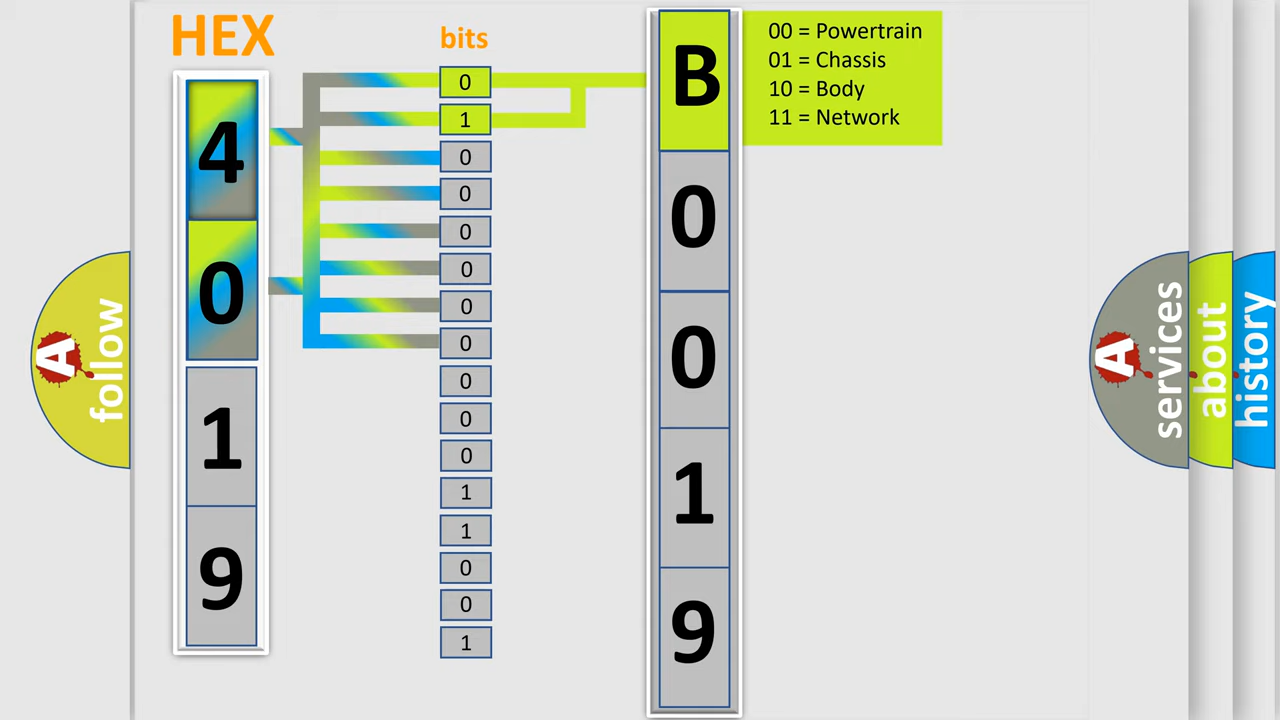 HEX
bits
4
0
1
9
0
1
0
0
0
0
0
0
0
0
0
1
1
0
0
1
B
0
0
1
9
00 = Powertrain
01 = Chassis
10 = Body
11 = Network
A
follow
A
services
about
history